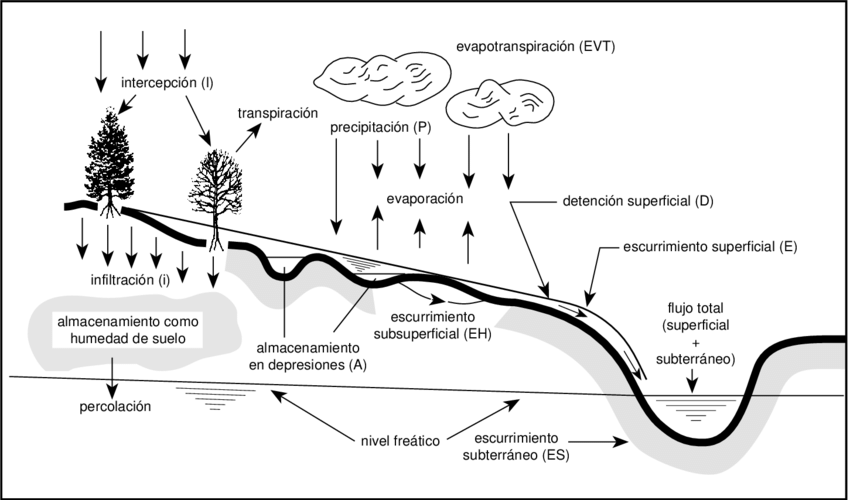 evapotranspiración (EVT)
intercepción (I)
transpiración
precipitación (P)
evaporación
detención superficial (D)
escurrimiento superficial (E)
infiltración (i)
almacenamiento como
humedad de suelo
escurrimiento
subsuperficial (EH)
flujo total
(superficial
+
subterráneo)
almacenamiento
en depresiones (A)
percolación
nivel freático
escurrimiento
subterráneo (ES)